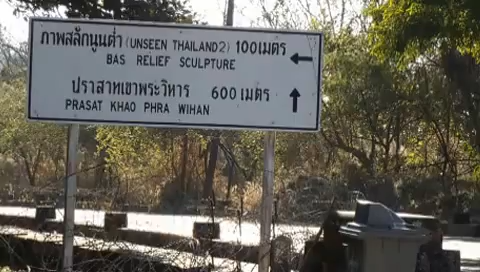 ภาพสลักนูนต่ำ (UNSEEN THAILAND2) 100เมตร ←
BAS RELIEF SCULPTURE
ปราสาทเขาพระวิหาร 600 เมตร ↑
PRASAT KHAO PHRA WIHAN